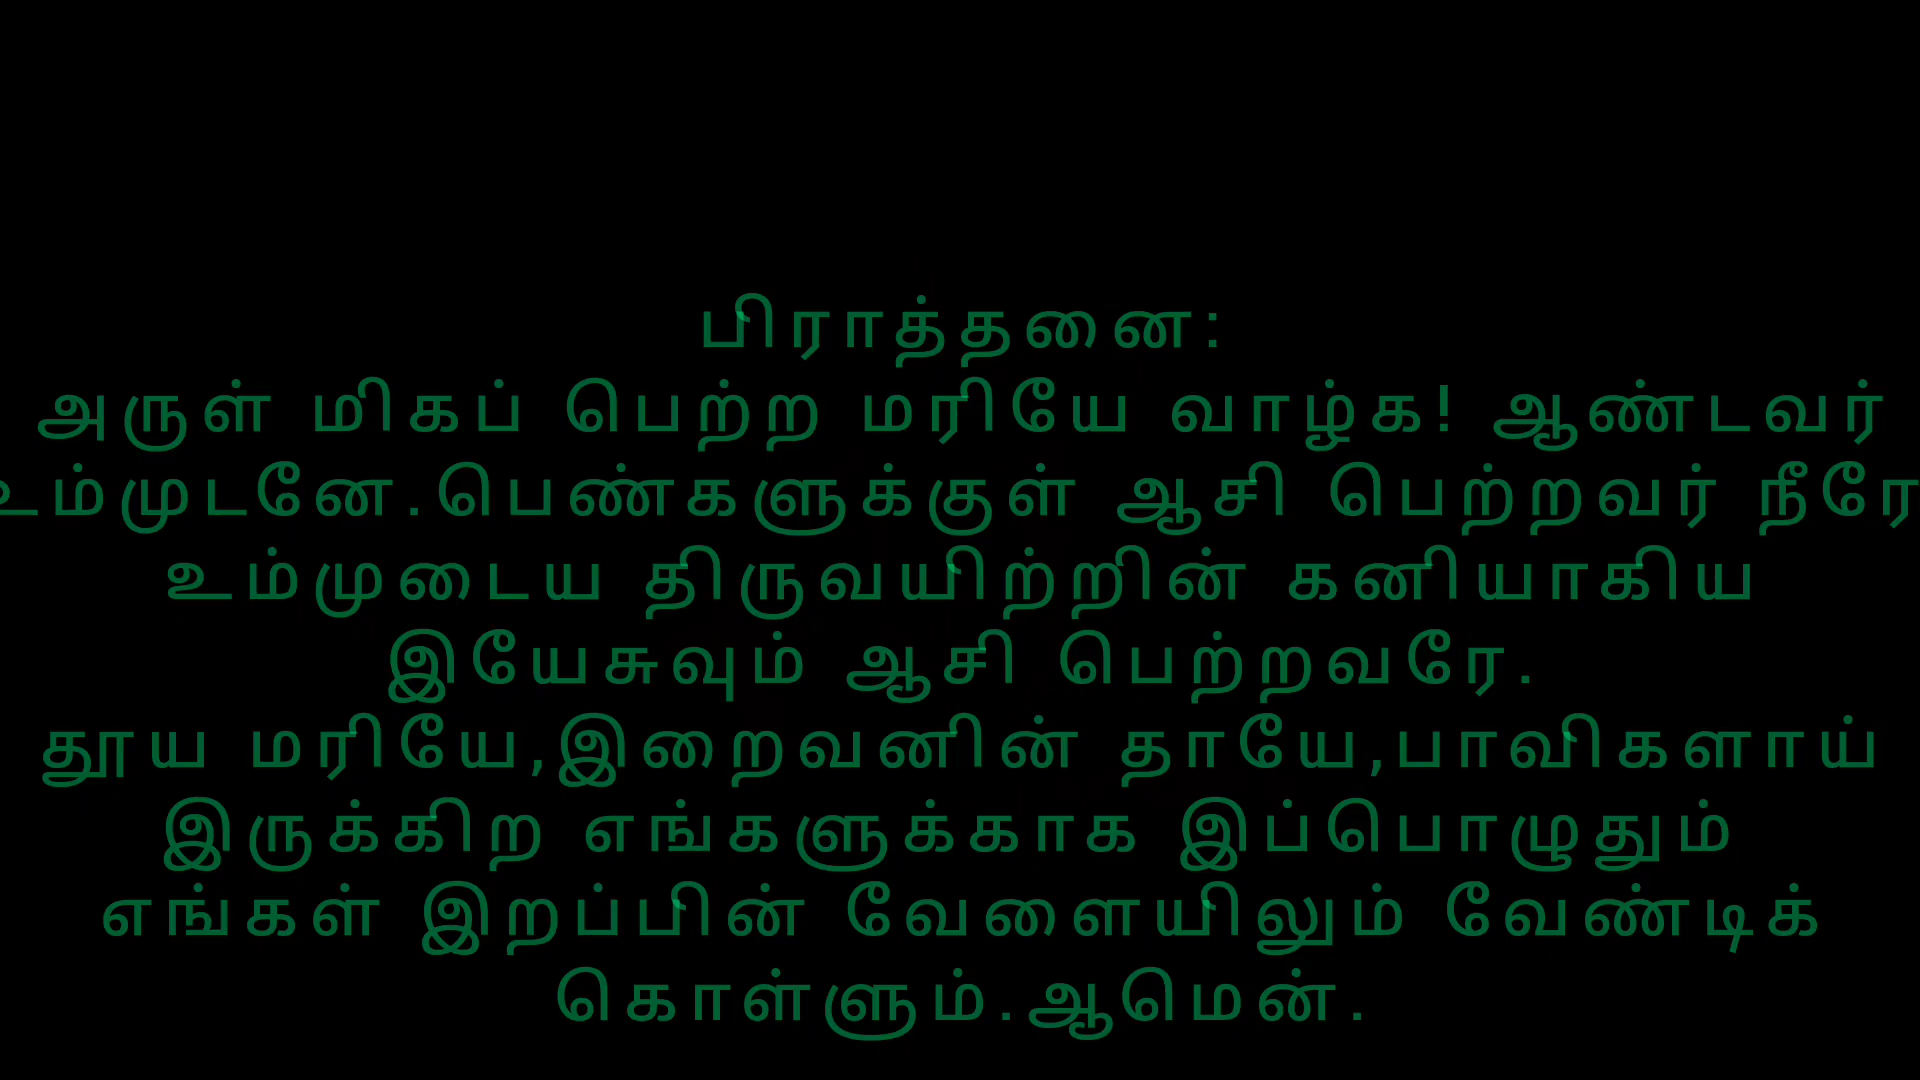 பிராத்தனை:
அருள் மிகப் பெற்ற மரியே வாழ்க! ஆண்டவர்
உம்முடனே.பெண்களுக்குள் ஆசி பெற்றவர் நீரே
உம்முடைய திருவயிற்றின் கனியாகிய
இயேசுவும் ஆசி பெற்றவரே.
தூய மரியே,இறைவனின் தாயே,பாவிகளாய்
இருக்கிற எங்களுக்காக இப்பொழுதும்
எங்கள் இறப்பின் வேளையிலும் வேண்டிக்
கொள்ளும்.ஆமென்.